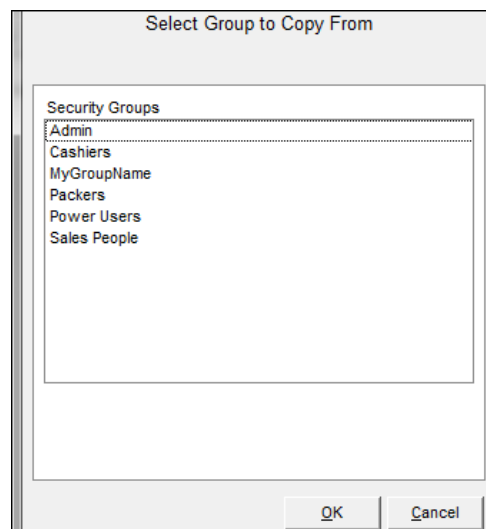 Select Group to Copy From
Security Groups
Admin
Cashiers
MyGroupName
Packers
Power Users
Sales People
OK
Cancel